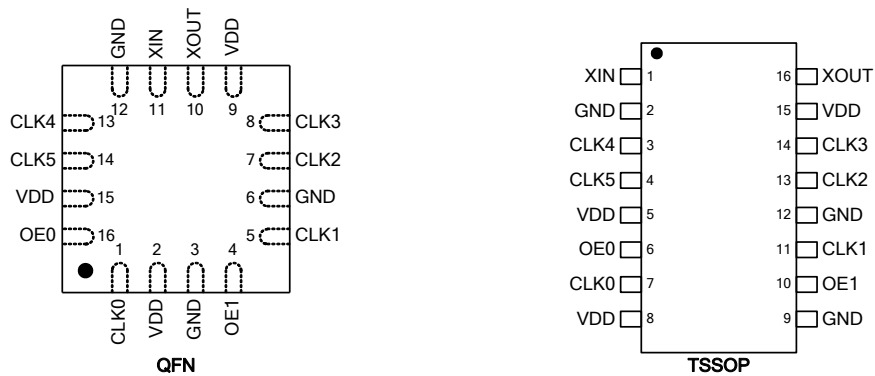 GND XIN XOUT VDD
12 11 10 9
CLK4 13 8 CLK3
CLK5 14 7 CLK2
VDD 15 6 GND
OE0 16 5 CLK1
1 2 3 4
CLK0 VDD GND OE1
QFN
XIN 1 16 XOUT
GND 2 15 VDD
CLK4 3 14 CLK3
CLK5 4 13 CLK2
VDD 5 12 GND
OE0 6 11 CLK1
CLK0 7 10 OE1
VDD 8 9 GND
TSSOP